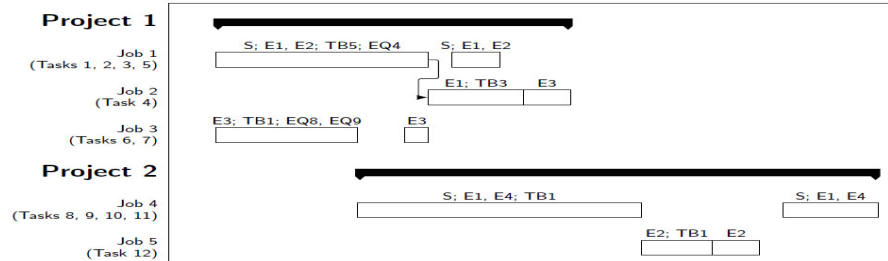 Project 1
Job 1
(Tasks 1, 2, 3, 5)
S; E1, E2; TB5; EQ4
S; E1, E2
Job 2
(Task 4)
E1; TB3
E3
Job 3
(Tasks 6, 7)
E3; TB1; EQ8, EQ9
E3
Project 2
Job 4
(Tasks 8, 9, 10, 11)
S; E1, E4; TB1
S; E1, E4
Job 5
(Task 12)
E2; TB1
E2